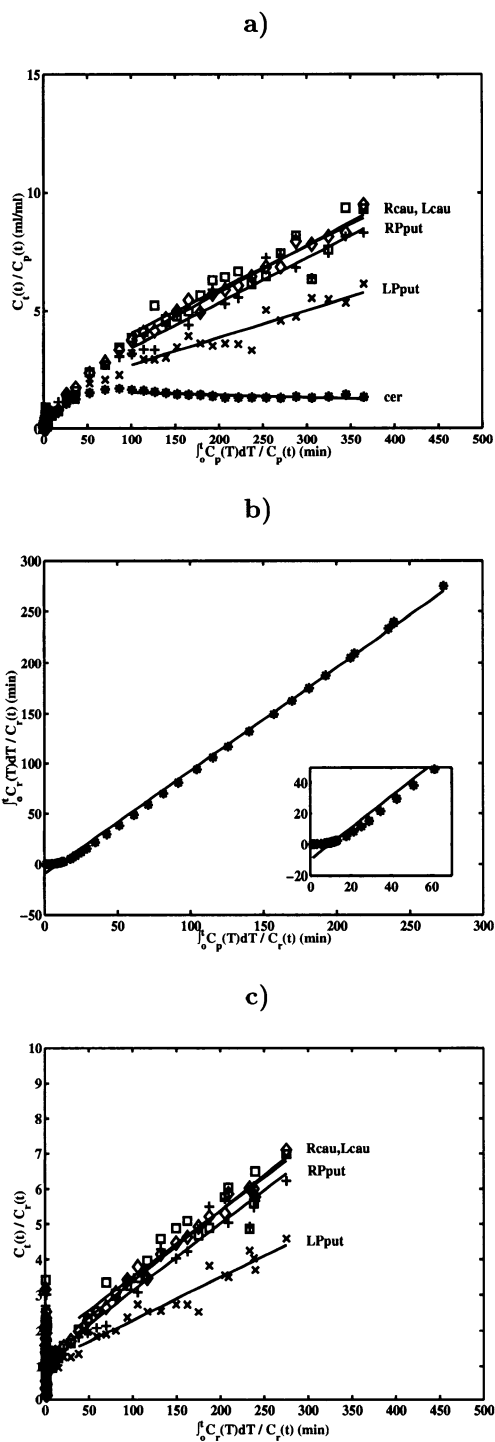 a)
15
10
5
0
C_t(t) / C_p(t) (ml/ml)
Rcau, Lcau
RPput
LPput
cer
0 50 100 150 200 250 300 350 400 450 500
∫_o^t C_p(T)dT / C_p(t) (min)
b)
300
250
200
150
100
50
0
−50
∫_o^t C_r(T)dT / C_r(t) (min)
40
20
0
−20
0 20 40 60
0 50 100 150 200 250 300
∫_o^t C_p(T)dT / C_r(t) (min)
c)
10
9
8
7
6
5
4
3
2
1
0
C_t(t) / C_r(t)
Rcau,Lcau
RPput
LPput
0 50 100 150 200 250 300 350 400 450 500
∫_o^t C_r(T)dT / C_r(t) (min)